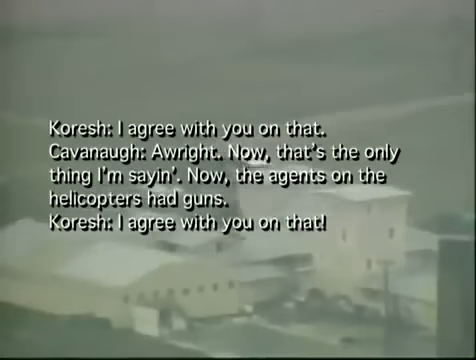 Koresh: I agree with you on that.
Cavanaugh: Awright. Now, that's the only
thing I'm sayin'. Now, the agents on the
helicopters had guns.
Koresh: I agree with you on that!